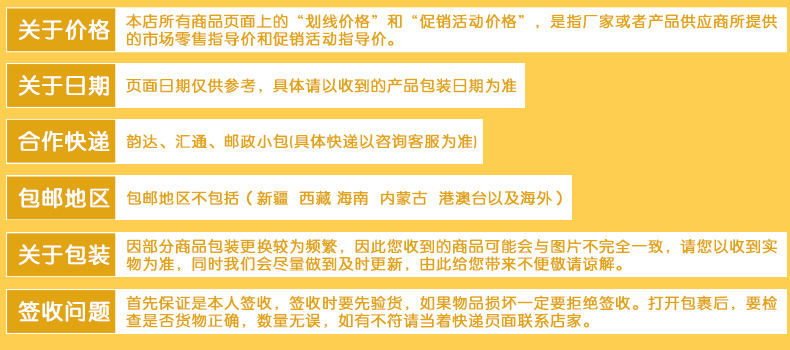 关于价格
本店所有商品页面上的“划线价格”和“促销活动价格”，是指厂家或者产品供应商所提供
的市场零售指导价和促销活动指导价。
关于日期
页面日期仅供参考，具体请以收到的产品包装日期为准
合作快递
韵达、汇通、邮政小包(具体快递以咨询客服为准)
包邮地区
包邮地区不包括（新疆 西藏 海南 内蒙古 港澳台以及海外）
关于包装
因部分商品包装更换较为频繁，因此您收到的商品可能会与图片不完全一致，请您以收到实
物为准，同时我们会尽量做到及时更新，由此给您带来不便敬请谅解。
签收问题
首先保证是本人签收，签收时要先验货，如果物品损坏一定要拒绝签收。打开包裹后，要检
查是否货物正确，数量无误，如有不符请当着快递员面联系店家。